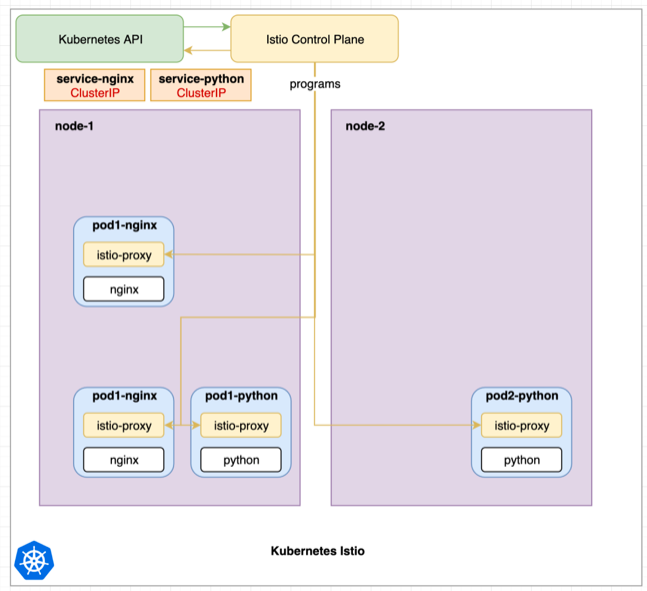 Kubernetes API
Istio Control Plane
service-nginx
ClusterIP
service-python
ClusterIP
programs
node-1
node-2
pod1-nginx
istio-proxy
nginx
pod1-nginx
istio-proxy
nginx
pod1-python
istio-proxy
python
pod2-python
istio-proxy
python
Kubernetes Istio